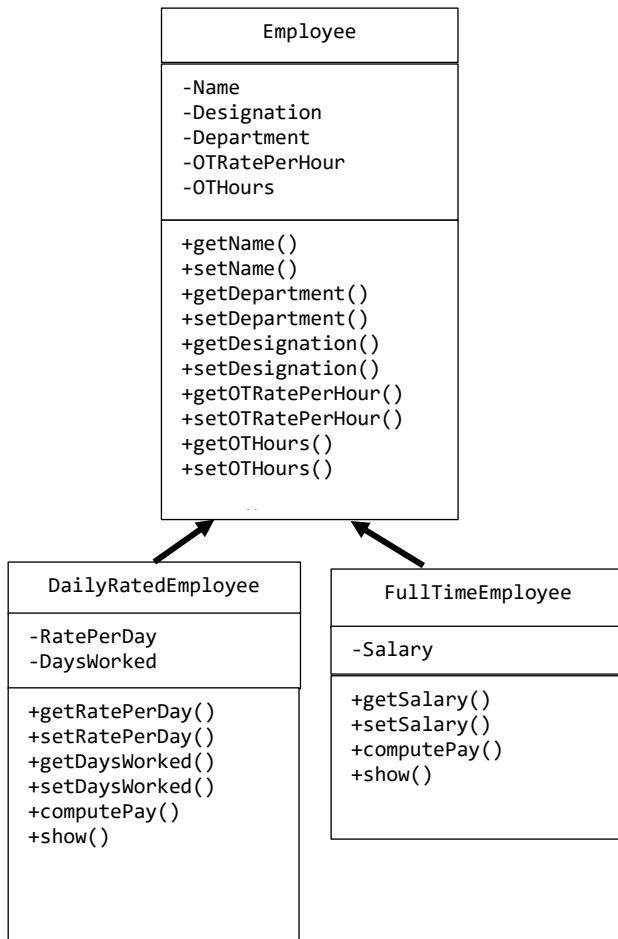 Employee
-Name
-Designation
-Department
-OTRatePerHour
-OTHours
+getName()
+setName()
+getDepartment()
+setDepartment()
+getDesignation()
+setDesignation()
+getOTRatePerHour()
+setOTRatePerHour()
+getOTHours()
+setOTHours()
DailyRatedEmployee
-RatePerDay
-DaysWorked
+getRatePerDay()
+setRatePerDay()
+getDaysWorked()
+setDaysWorked()
+computePay()
+show()
FullTimeEmployee
-Salary
+getSalary()
+setSalary()
+computePay()
+show()